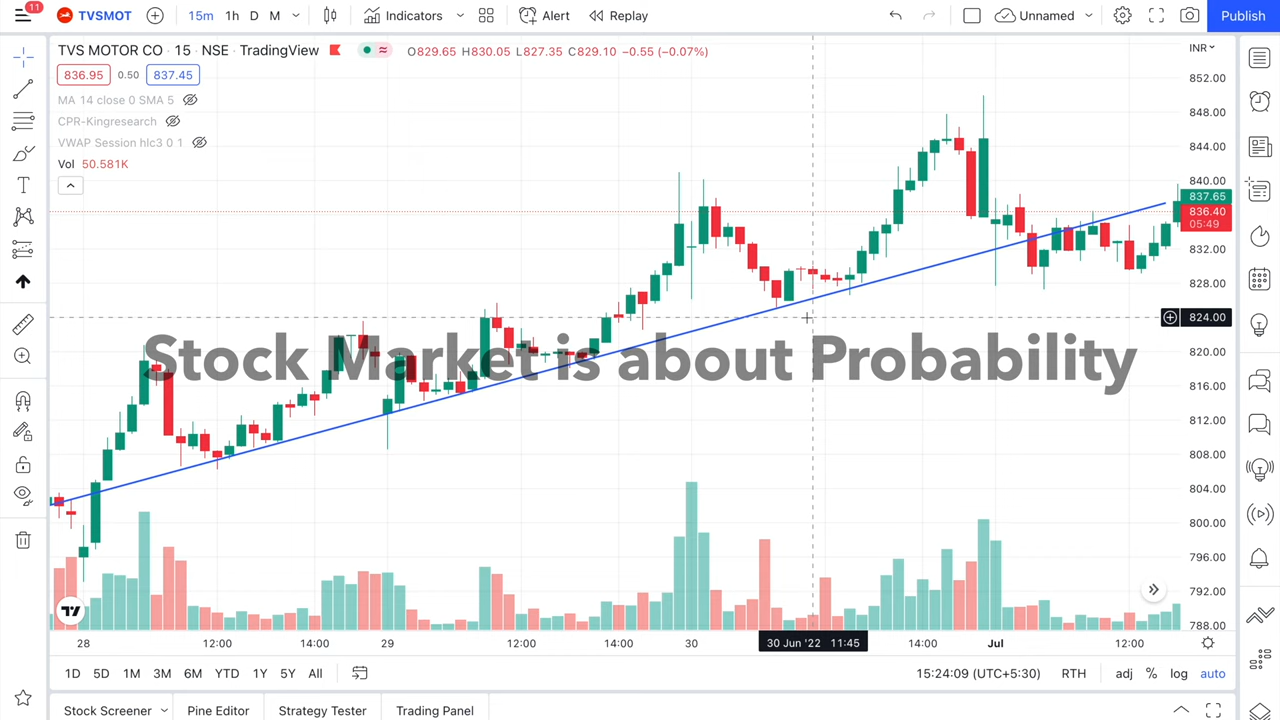 11
TVSMOT
15m 1h D M
Indicators
Alert
Replay
Unnamed
Publish
TVS MOTOR CO · 15 · NSE · TradingView
O829.65 H830.05 L827.35 C829.10 −0.55 (−0.07%)
INR
836.95 0.50 837.45
MA 14 close 0 SMA 5
CPR-Kingresearch
VWAP Session hlc3 0 1
Vol 50.581K
852.00
848.00
844.00
840.00
837.65
836.40
05:49
832.00
828.00
824.00
820.00
816.00
812.00
808.00
804.00
800.00
796.00
792.00
788.00
Stock Market is about Probability
28 12:00 14:00 29 12:00 14:00 30 30 Jun '22 11:45 14:00 Jul 12:00
1D 5D 1M 3M 6M YTD 1Y 5Y All
15:24:09 (UTC+5:30) RTH adj % log auto
Stock Screener Pine Editor Strategy Tester Trading Panel